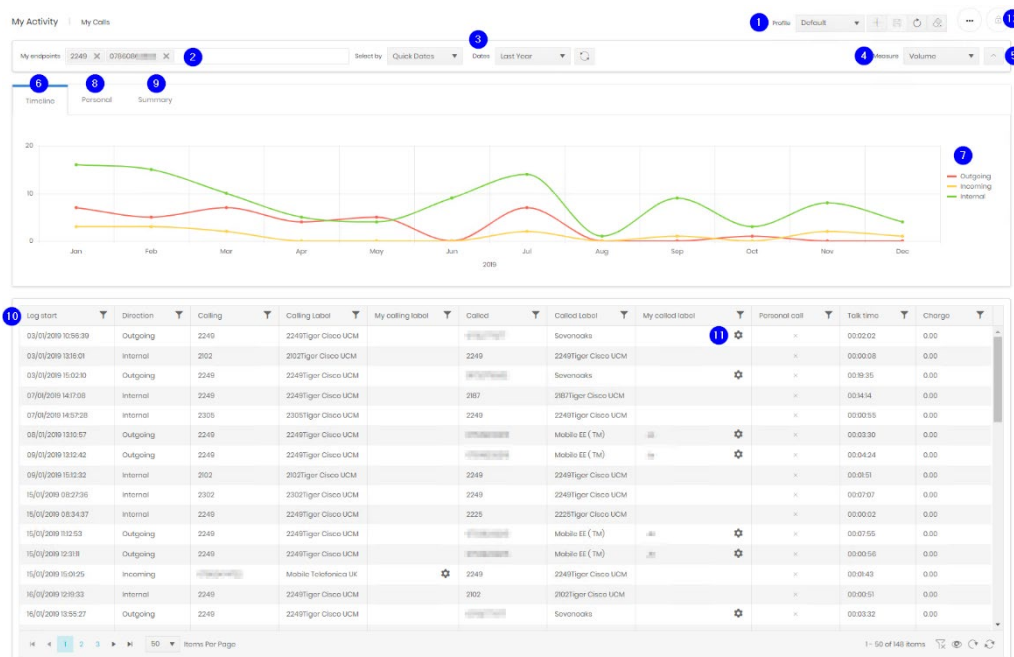 My Activity My Calls 1 Profile Default 12
My endpoints 2249 2 Select by Quick Dates 3 Dates Last Year 4 Measure Volume 5
6 8 9
Timeline Personal Summary
20
10
0
Jan Feb Mar Apr May Jun Jul Aug Sep Oct Nov Dec
2019
7
Outgoing
Incoming
Internal
10 Log start Direction Calling Calling Label My calling label Called Called Label My called label Personal call Talk time Charge
03/01/2019 10:56:39 Outgoing 2249 2249Tiger Cisco UCM Sevenoaks 11 00:02:02 0.00
03/01/2019 13:16:01 Internal 2102 2102Tiger Cisco UCM 2249 2249Tiger Cisco UCM 00:00:08 0.00
03/01/2019 15:02:10 Outgoing 2249 2249Tiger Cisco UCM Sevenoaks 00:19:35 0.00
07/01/2019 14:17:08 Internal 2249 2249Tiger Cisco UCM 2187 2187Tiger Cisco UCM 00:14:14 0.00
07/01/2019 14:57:28 Internal 2305 2305Tiger Cisco UCM 2249 2249Tiger Cisco UCM 00:00:55 0.00
08/01/2019 13:10:57 Outgoing 2249 2249Tiger Cisco UCM Mobile EE ( TM) 00:03:30 0.00
09/01/2019 13:12:42 Outgoing 2249 2249Tiger Cisco UCM Mobile EE ( TM) 00:04:24 0.00
09/01/2019 15:12:32 Internal 2102 2102Tiger Cisco UCM 2249 2249Tiger Cisco UCM 00:01:51 0.00
15/01/2019 08:27:36 Internal 2302 2302Tiger Cisco UCM 2249 2249Tiger Cisco UCM 00:07:07 0.00
15/01/2019 08:34:37 Internal 2249 2249Tiger Cisco UCM 2225 2225Tiger Cisco UCM 00:00:02 0.00
15/01/2019 11:12:53 Outgoing 2249 2249Tiger Cisco UCM Mobile EE ( TM) 00:07:55 0.00
15/01/2019 12:31:11 Outgoing 2249 2249Tiger Cisco UCM Mobile EE ( TM) 00:00:56 0.00
15/01/2019 15:01:25 Incoming Mobile Telefonica UK 2249 2249Tiger Cisco UCM 00:01:43 0.00
16/01/2019 12:19:33 Internal 2249 2249Tiger Cisco UCM 2102 2102Tiger Cisco UCM 00:00:51 0.00
16/01/2019 13:55:27 Outgoing 2249 2249Tiger Cisco UCM Sevenoaks 00:03:32 0.00
1 2 3 50 Items Per Page 1 - 50 of 148 items